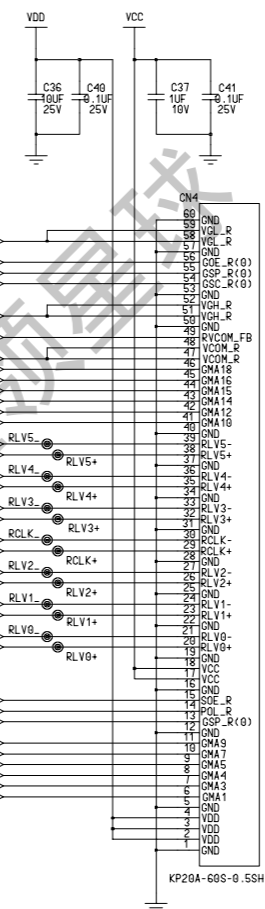 VDD VCC
C36 10UF 25V
C40 0.1UF 25V
C37 1UF 10V
C41 0.1UF 25V
CN4
60 GND
59 VGL_R
58 VGL_R
57 GND
56 GOE_R(0)
55 GSP_R(0)
54 GSC_R(0)
53 GND
52 VGH_R
51 VGH_R
50 GND
49 RVCOM_FB
48 VCOM_R
47 VCOM_R
46 GMA18
45 GMA16
44 GMA15
43 GMA14
42 GMA12
41 GMA10
40 GND
RLV5_ 39 RLV5-
RLV5+ 38 RLV5+
37 GND
RLV4_ 36 RLV4-
RLV4+ 35 RLV4+
34 GND
RLV3_ 33 RLV3-
RLV3+ 32 RLV3+
31 GND
RCLK_ 30 RCLK-
RCLK+ 29 RCLK+
28 GND
RLV2_ 27 RLV2-
RLV2+ 26 RLV2+
25 GND
RLV1_ 24 RLV1-
RLV1+ 23 RLV1+
22 GND
RLV0_ 21 RLV0-
RLV0+ 20 RLV0+
19 GND
18 VCC
17 VCC
16 GND
15 SOE_R
14 POL_R
13 GSP_R(0)
12 GND
11 GMA9
10 GMA7
9 GMA5
8 GMA4
7 GMA3
6 GMA1
5 GND
4 VDD
3 VDD
2 VDD
1 GND
KP20A-60S-0.5SH
星球